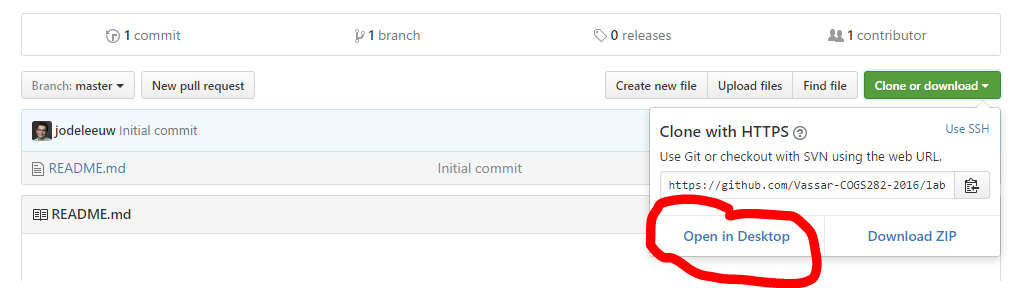 1 commit 1 branch 0 releases 1 contributor
Branch: master New pull request Create new file Upload files Find file Clone or download
jodeleeuw Initial commit
Clone with HTTPS ? Use SSH
Use Git or checkout with SVN using the web URL.
README.md Initial commit
https://github.com/Vassar-COGS282-2016/lab
README.md
Open in Desktop Download ZIP